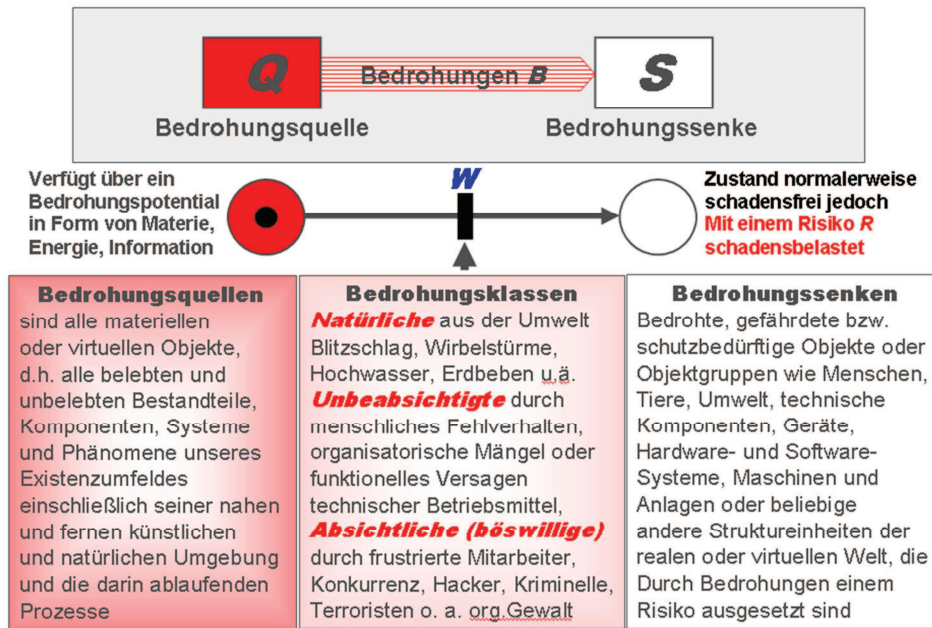 Q
Bedrohungen B
S
Bedrohungsquelle
Bedrohungssenke
Verfügt über ein
Bedrohungspotential
in Form von Materie,
Energie, Information
W
Zustand normalerweise
schadensfrei jedoch
Mit einem Risiko R
schadensbelastet
Bedrohungsquellen
sind alle materiellen
oder virtuellen Objekte,
d.h. alle belebten und
unbelebten Bestandteile,
Komponenten, Systeme
und Phänomene unseres
Existenzumfeldes
einschließlich seiner nahen
und fernen künstlichen
und natürlichen Umgebung
und die darin ablaufenden
Prozesse
Bedrohungsklassen
Natürliche aus der Umwelt
Blitzschlag, Wirbelstürme,
Hochwasser, Erdbeben u.ä.
Unbeabsichtigte durch
menschliches Fehlverhalten,
organisatorische Mängel oder
funktionelles Versagen
technischer Betriebsmittel,
Absichtliche (böswillige)
durch frustrierte Mitarbeiter,
Konkurrenz, Hacker, Kriminelle,
Terroristen o. a. org.Gewalt
Bedrohungssenken
Bedrohte, gefährdete bzw.
schutzbedürftige Objekte oder
Objektgruppen wie Menschen,
Tiere, Umwelt, technische
Komponenten, Geräte,
Hardware- und Software-
Systeme, Maschinen und
Anlagen oder beliebige
andere Struktureinheiten der
realen oder virtuellen Welt, die
Durch Bedrohungen einem
Risiko ausgesetzt sind